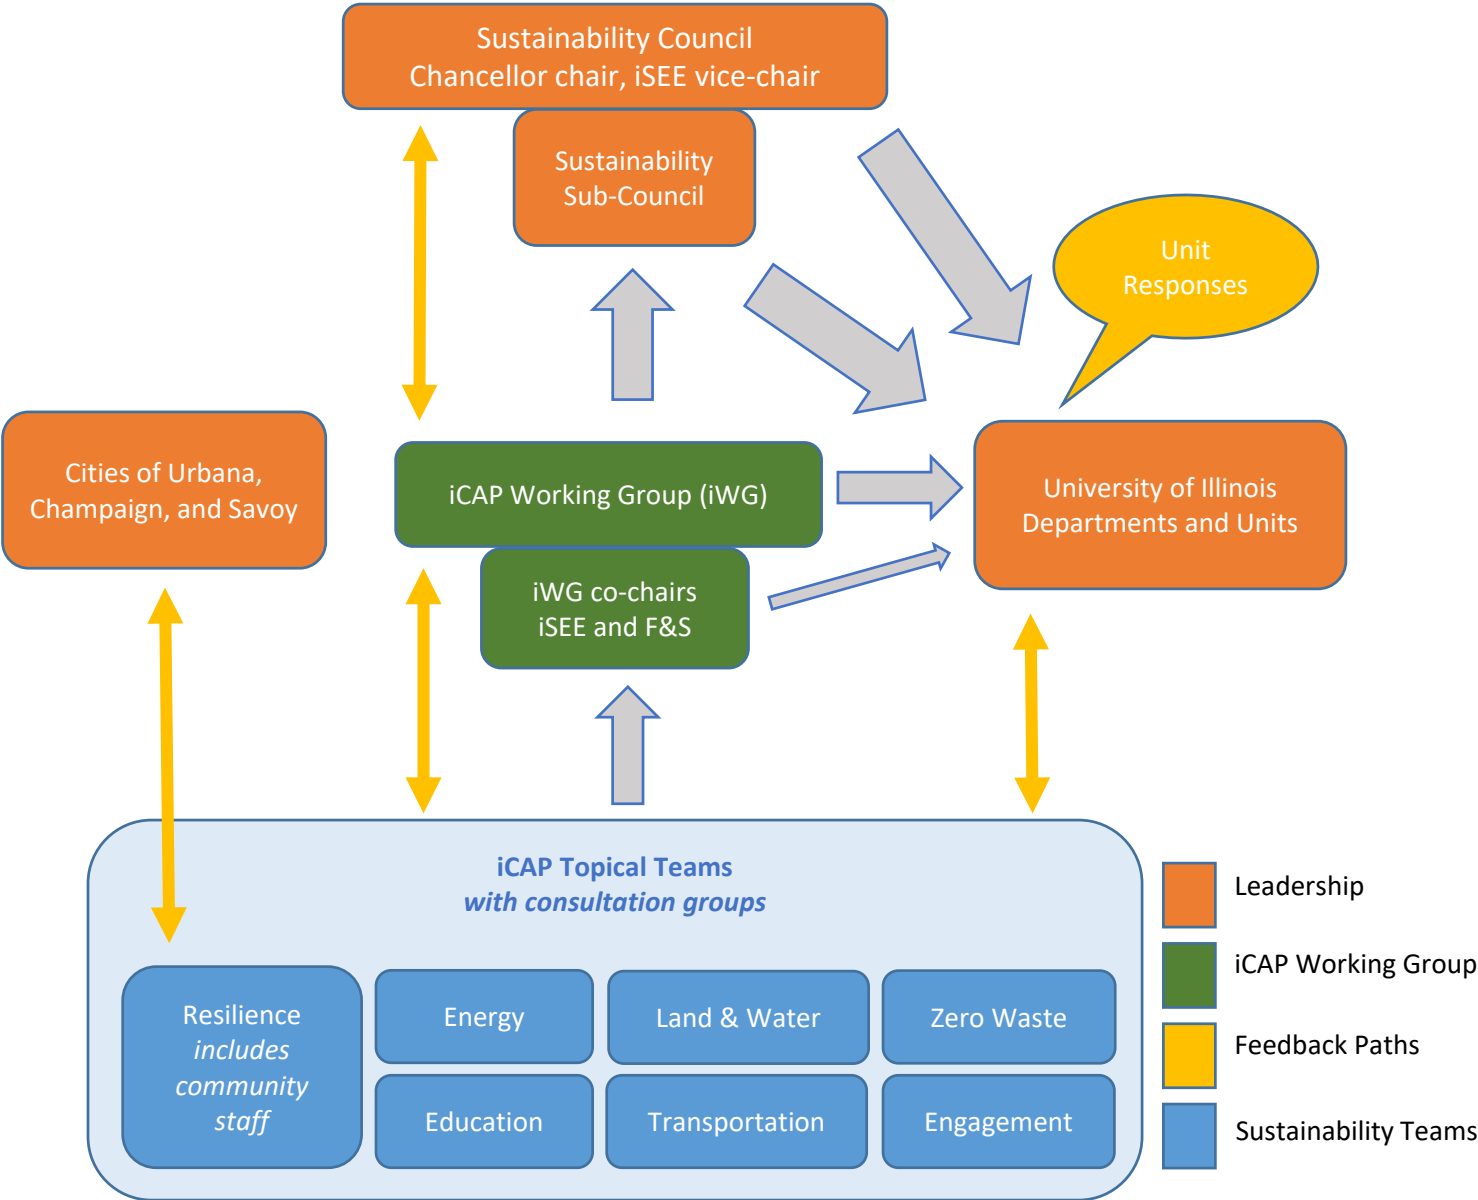 Sustainability Council
Chancellor chair, iSEE vice-chair
Sustainability
Sub-Council
Unit
Responses
Cities of Urbana,
Champaign, and Savoy
iCAP Working Group (iWG)
University of Illinois
Departments and Units
iWG co-chairs
iSEE and F&S
iCAP Topical Teams
with consultation groups
Resilience
includes
community
staff
Energy
Land & Water
Zero Waste
Education
Transportation
Engagement
Leadership
iCAP Working Group
Feedback Paths
Sustainability Teams